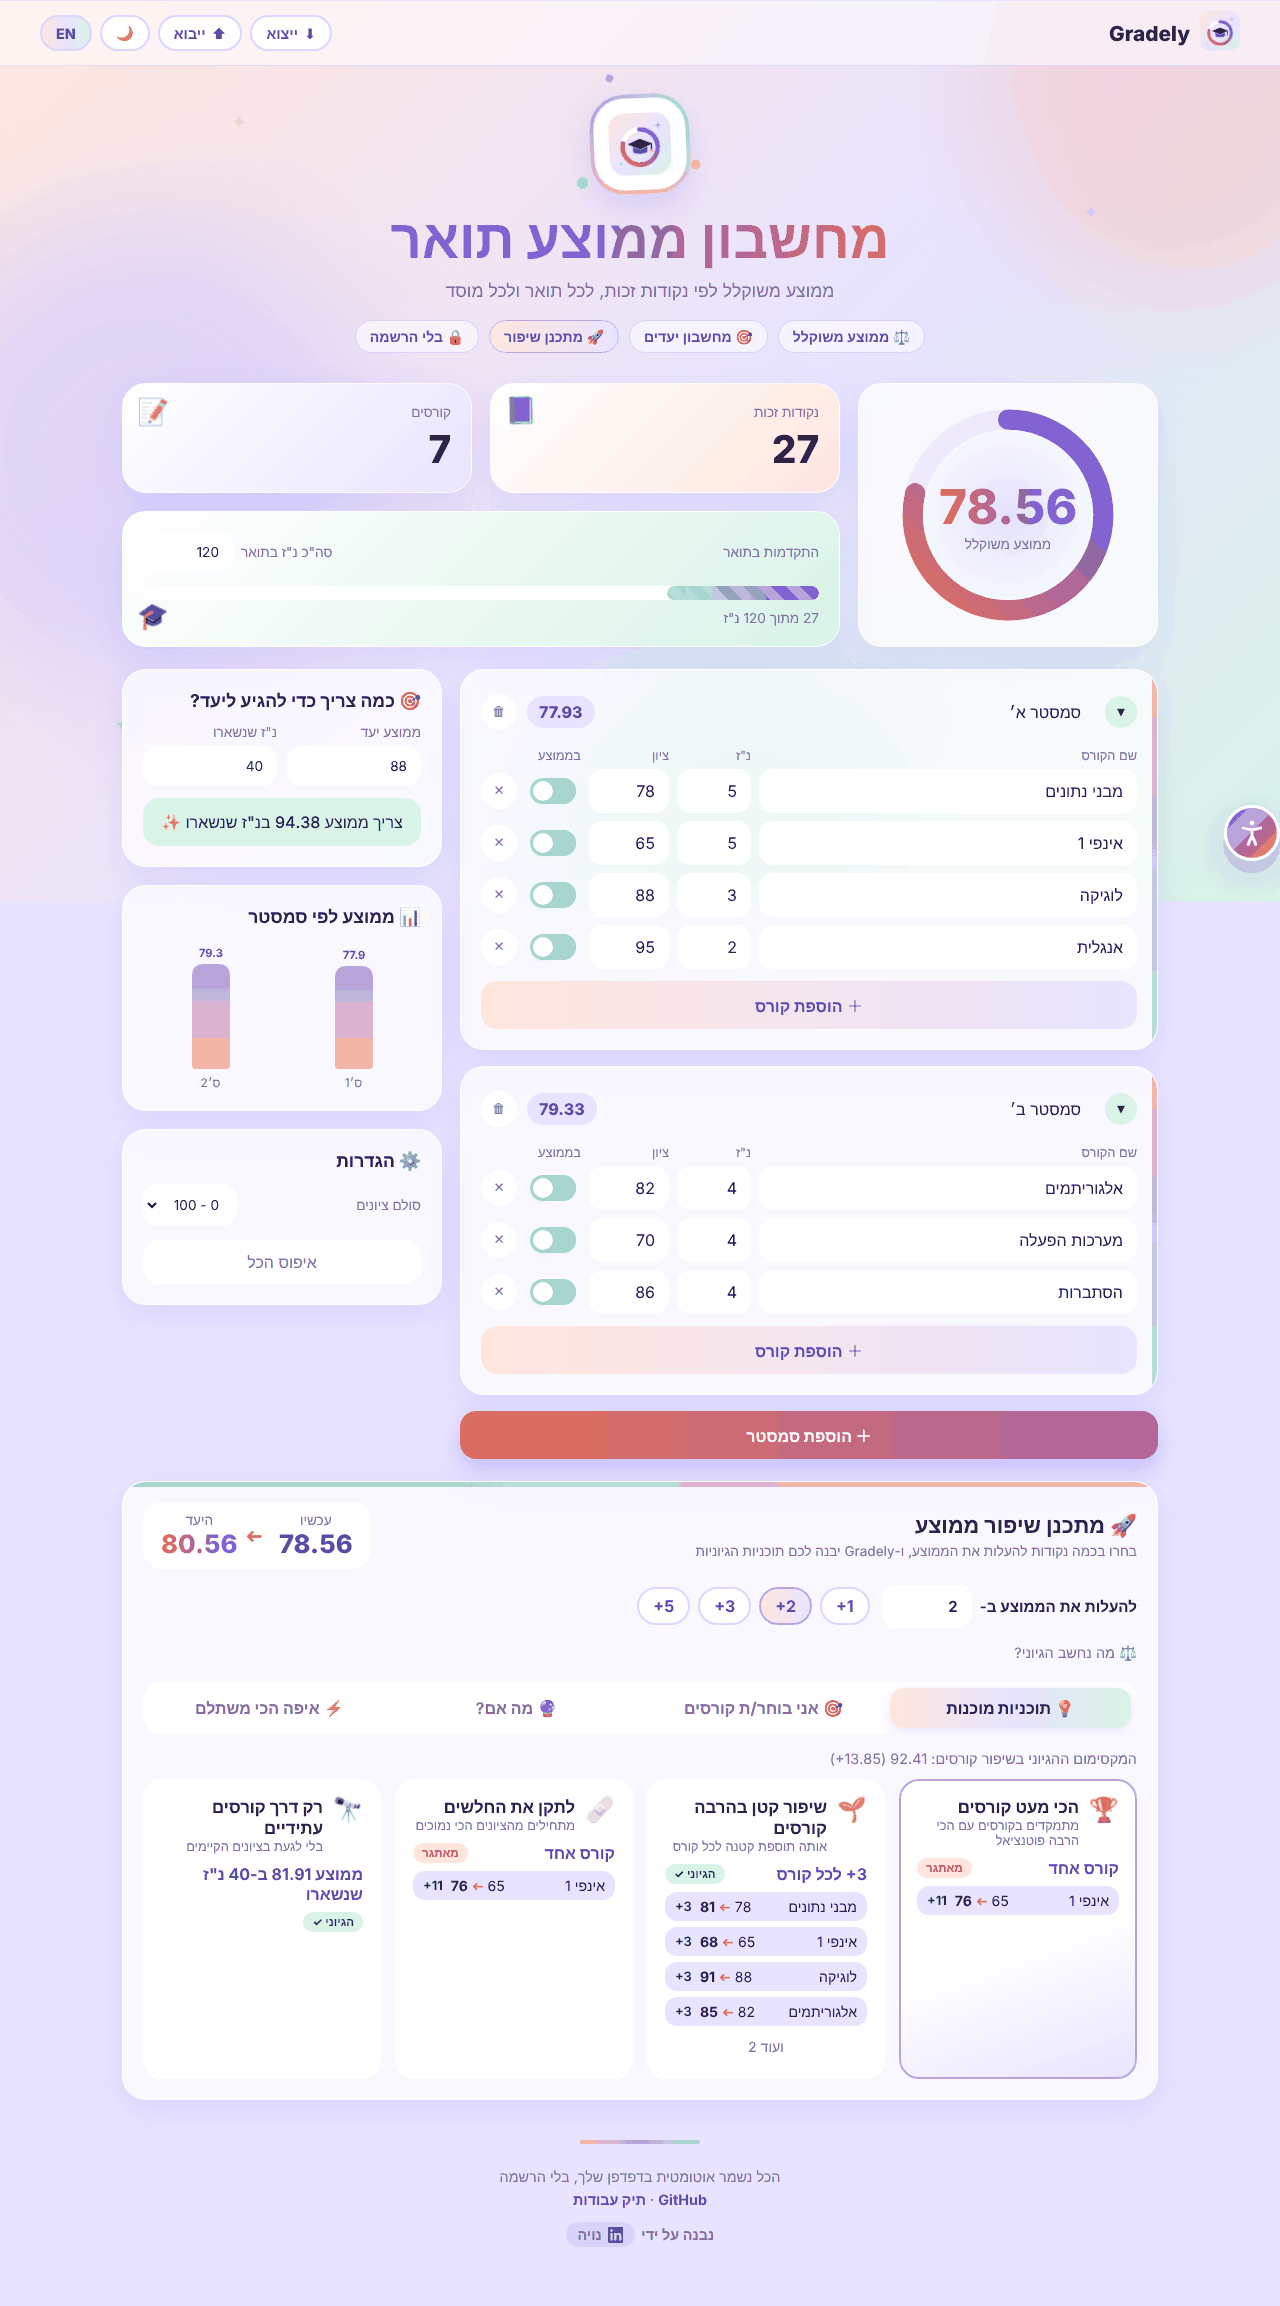 Gradely
⬇ ייצוא
⬆ ייבוא
🌙
EN
מחשבון ממוצע תואר
ממוצע משוקלל לפי נקודות זכות, לכל תואר ולכל מוסד
⚖️ ממוצע משוקלל
🎯 מחשבון יעדים
🚀 מתכנן שיפור
🔒 בלי הרשמה
78.56
ממוצע משוקלל
נקודות זכות
27
קורסים
7
התקדמות בתואר
סה"כ נ"ז בתואר 120
27 מתוך 120 נ"ז
▼ סמסטר א׳ 77.93
שם הקורס נ"ז ציון בממוצע
מבני נתונים 5 78 ✕
אינפי 1 5 65 ✕
לוגיקה 3 88 ✕
אנגלית 2 95 ✕
+ הוספת קורס
▼ סמסטר ב׳ 79.33
שם הקורס נ"ז ציון בממוצע
אלגוריתמים 4 82 ✕
מערכות הפעלה 4 70 ✕
הסתברות 4 86 ✕
+ הוספת קורס
+ הוספת סמסטר
🎯 כמה צריך כדי להגיע ליעד?
ממוצע יעד נ"ז שנשארו
88 40
צריך ממוצע 94.38 בנ"ז שנשארו ✨
📊 ממוצע לפי סמסטר
77.9 79.3
ס׳1 ס׳2
⚙️ הגדרות
סולם ציונים 0 - 100
איפוס הכל
🚀 מתכנן שיפור ממוצע
בחרו בכמה נקודות להעלות את הממוצע, ו-Gradely יבנה לכם תוכניות הגיוניות
עכשיו היעד
78.56 ← 80.56
להעלות את הממוצע ב- 2 +1 +2 +3 +5
⚖️ מה נחשב הגיוני?
💡 תוכניות מוכנות
🎯 אני בוחר/ת קורסים
🔮 מה אם?
⚡ איפה הכי משתלם
המקסימום ההגיוני בשיפור קורסים: 92.41 (+13.85)
🏆 הכי מעט קורסים
מתמקדים בקורסים עם הכי
הרבה פוטנציאל
קורס אחד מאתגר
אינפי 1 65 ← 76 +11
🌱 שיפור קטן בהרבה
קורסים
אותה תוספת קטנה לכל קורס
+3 לכל קורס הגיוני ✓
מבני נתונים 78 ← 81 +3
אינפי 1 65 ← 68 +3
לוגיקה 88 ← 91 +3
אלגוריתמים 82 ← 85 +3
ועוד 2
🩹 לתקן את החלשים
מתחילים מהציונים הכי נמוכים
קורס אחד מאתגר
אינפי 1 65 ← 76 +11
🔭 רק דרך קורסים
עתידיים
בלי לגעת בציונים הקיימים
ממוצע 81.91 ב-40 נ"ז
שנשארו
הגיוני ✓
הכל נשמר אוטומטית בדפדפן שלך, בלי הרשמה
GitHub · תיק עבודות
נבנה על ידי in נויה